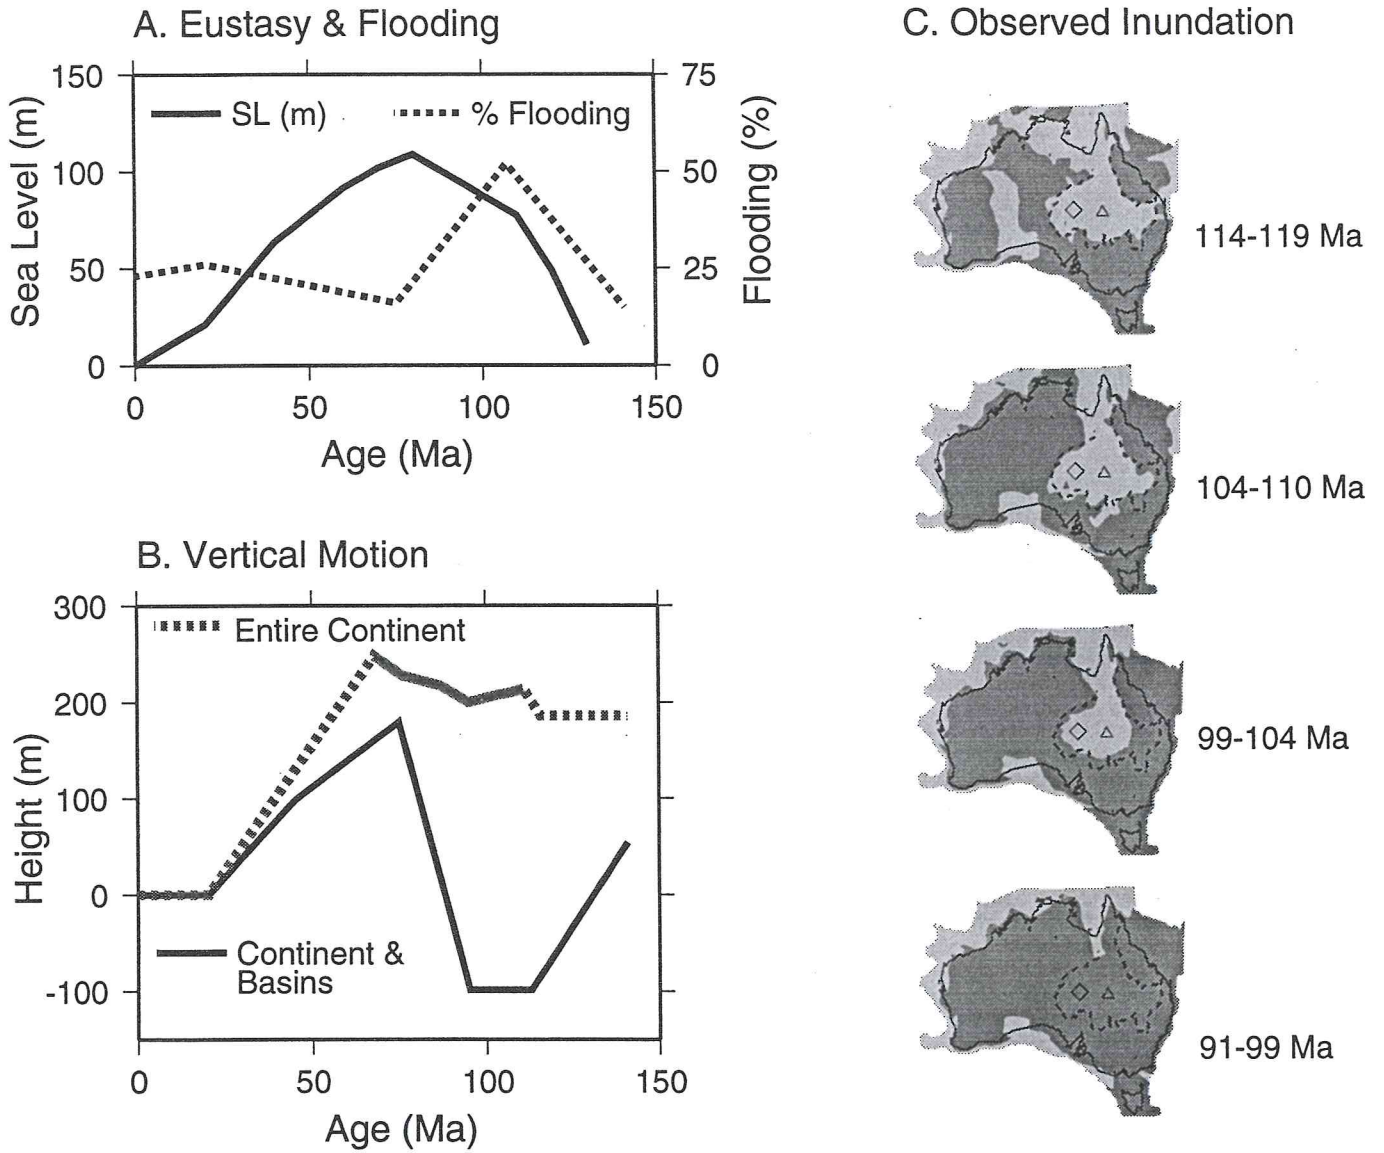 A. Eustasy & Flooding
150
75
SL (m)
% Flooding
100
50
50
25
0
0
0
50
100
150
Sea Level (m)
Flooding (%)
Age (Ma)
B. Vertical Motion
300
Entire Continent
200
100
0
Continent &
Basins
-100
0
50
100
150
Height (m)
Age (Ma)
C. Observed Inundation
114-119 Ma
104-110 Ma
99-104 Ma
91-99 Ma